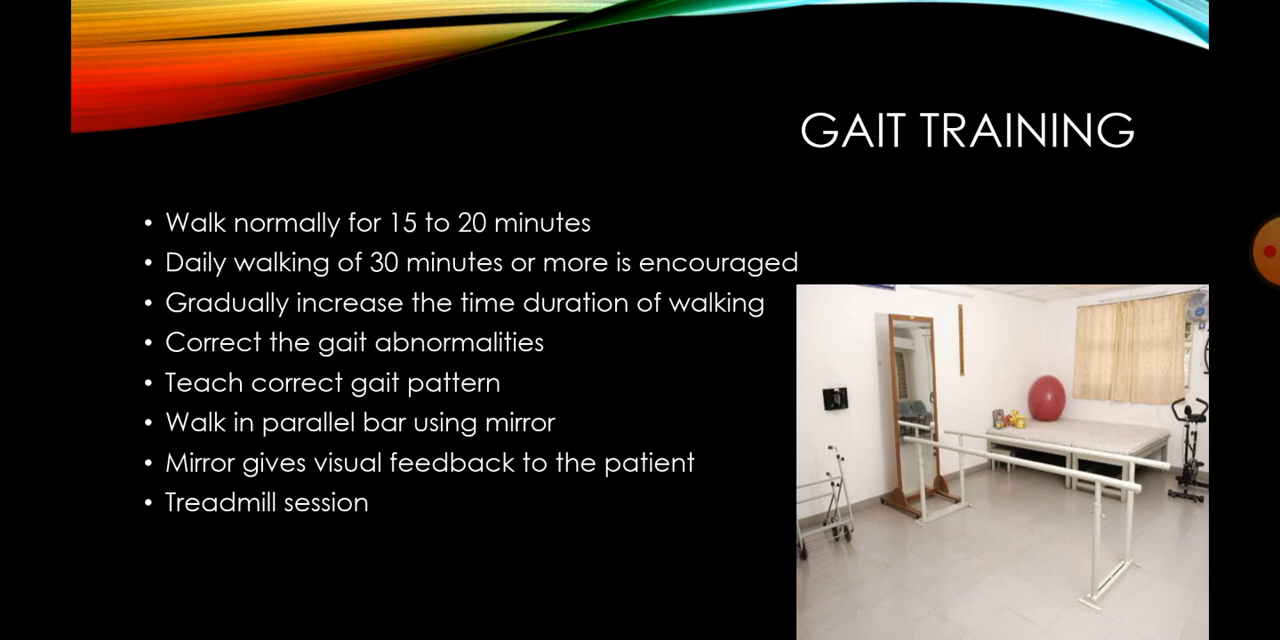 GAIT TRAINING
• Walk normally for 15 to 20 minutes
• Daily walking of 30 minutes or more is encouraged
• Gradually increase the time duration of walking
• Correct the gait abnormalities
• Teach correct gait pattern
• Walk in parallel bar using mirror
• Mirror gives visual feedback to the patient
• Treadmill session